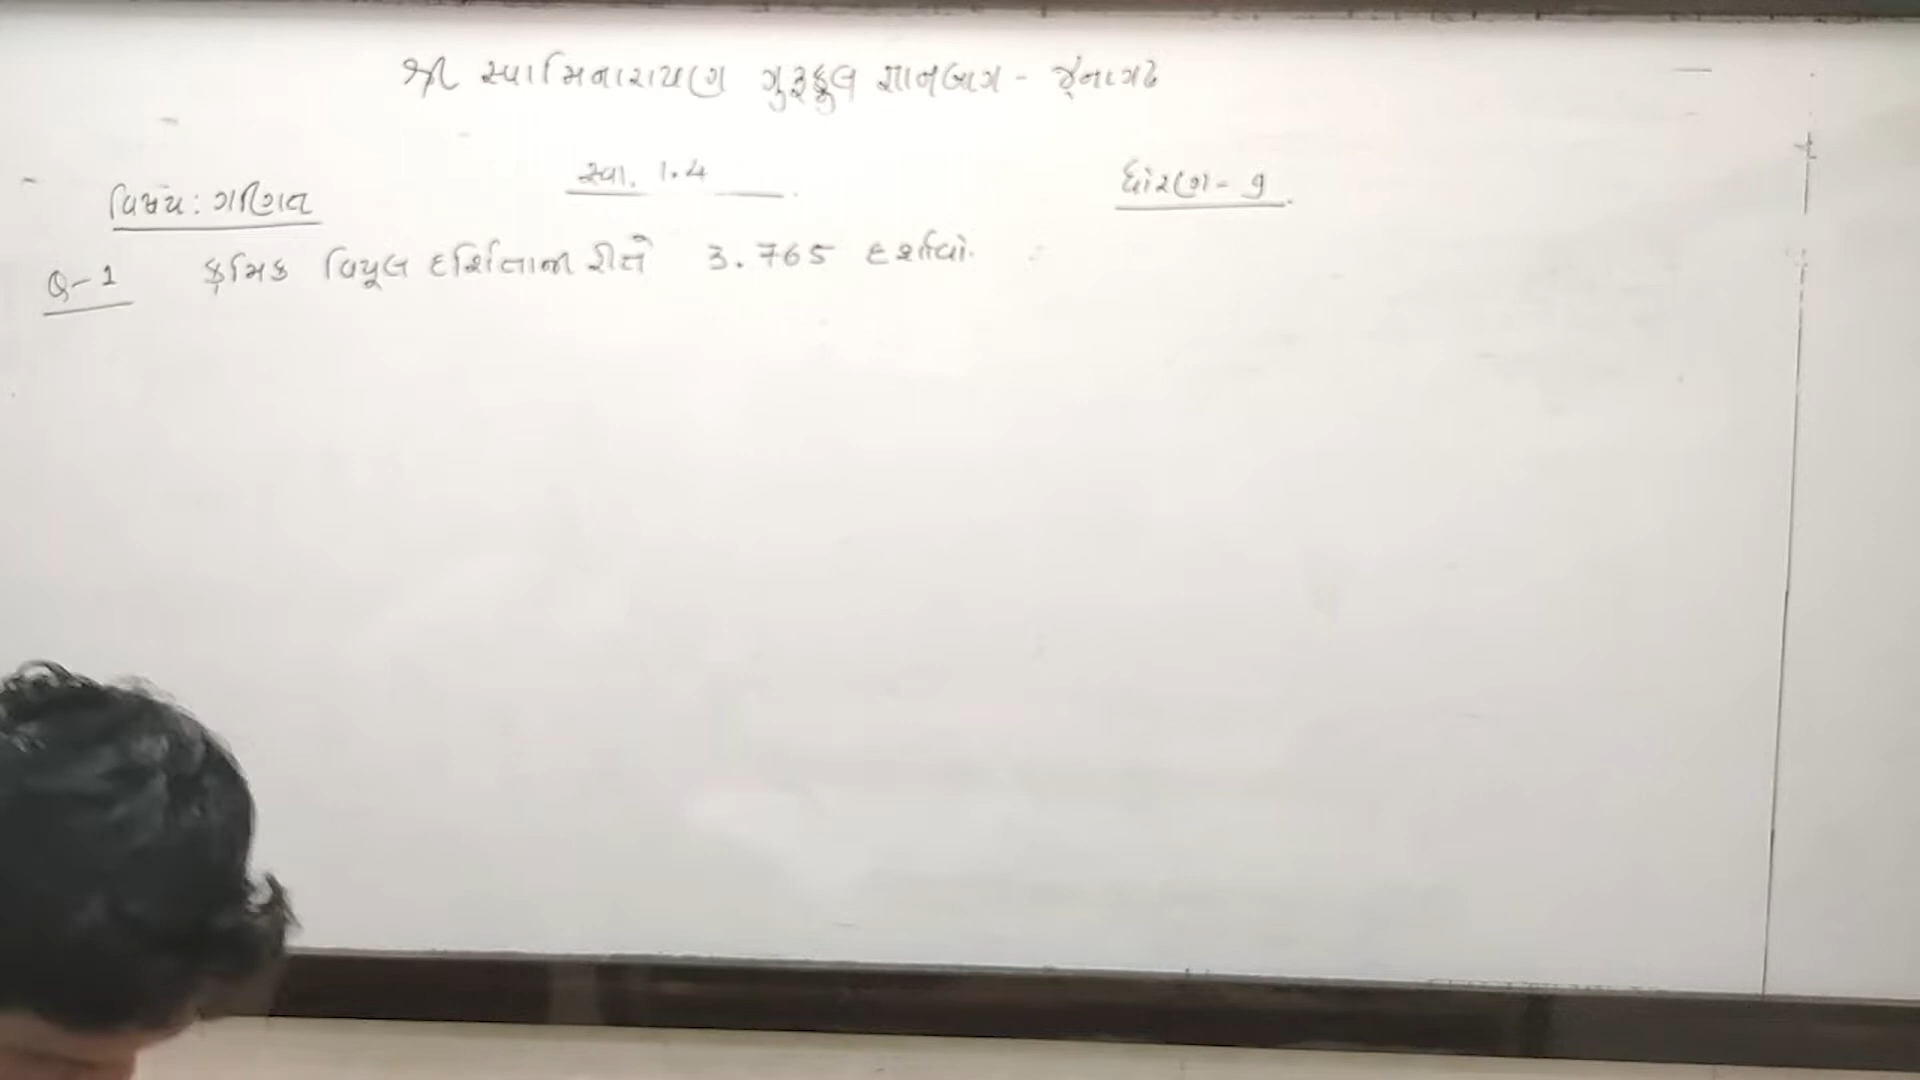 શ્રી સ્વામિનારાયણ ગુરુકુલ જ્ઞાનબાગ - જૂનાગઢ
વિષય : ગણિત સ્વા. 1.4 ધોરણ - 9
Q-1 ક્રમિક વિપૂલ દર્શિતાની રીતે 3.765 દર્શાવો.